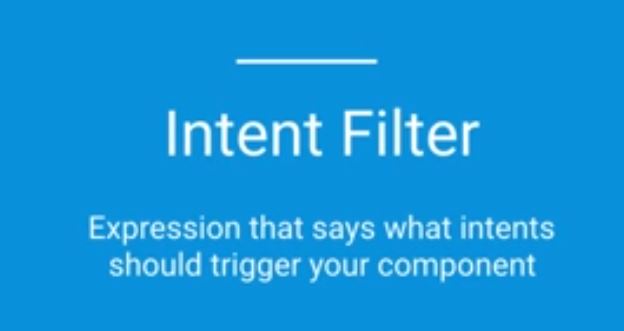 Intent Filter
Expression that says what intents
should trigger your component